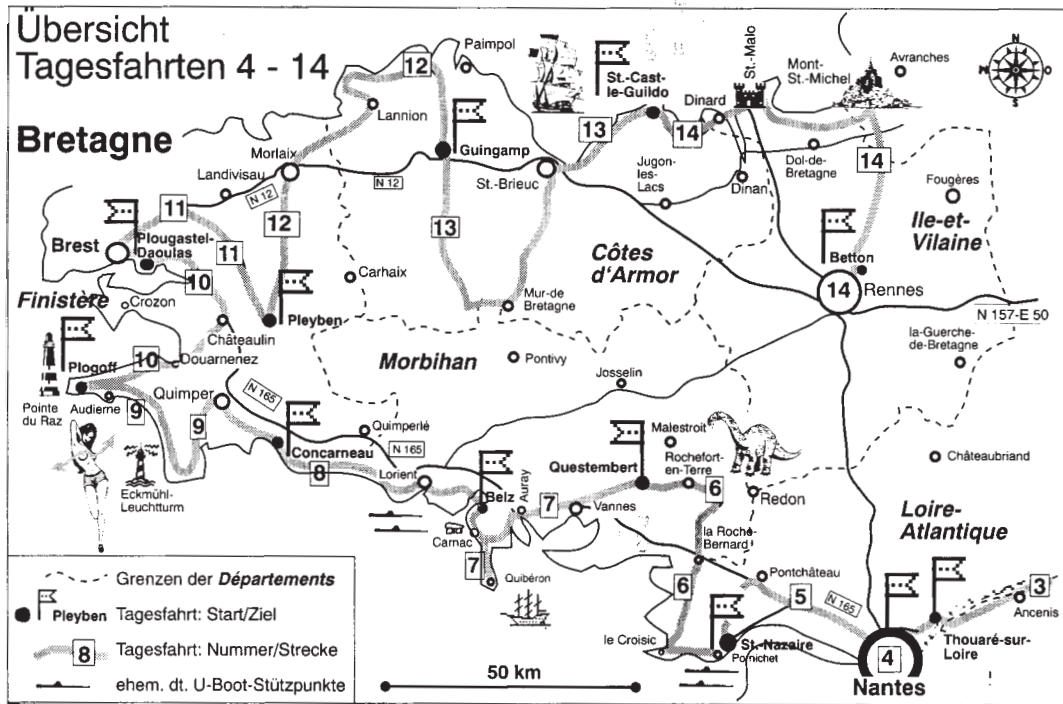 Übersicht
Tagesfahrten 4 - 14
Bretagne
12
Paimpol
St.-Cast-
le-Guildo
St.-Malo
Mont-
St.-Michel
Avranches
N
W
S
Lannion
13
Dinard
14
Guingamp
Morlaix
Landivisau
N 12
N 12
St.-Brieuc
Jugon-
les-
Lacs
Dinan
Dol-de-
Bretagne
14
Fougères
11
12
13
Ile-et-
Vilaine
Brest
Plougastel-
Daoulas
11
Côtes
d'Armor
Betton
10
Carhaix
Finistère
Crozon
Pleyben
Mur-de
Bretagne
14
Rennes
N 157-E 50
Châteaulin
la-Guerche-
de-Bretagne
10
Douarnenez
Morbihan
Pontivy
Plogoff
Josselin
Pointe
du Raz
Audierne
Quimper
N 165
9
9
Quimperlé
N 165
Concarneau
8
Malestroit
Rochefort-
en-Terre
Questembert
Châteaubriand
Eckmühl-
Leuchtturm
Lorient
Belz
Auray
7
6
Redon
Vannes
Loire-
Atlantique
Carnac
la Roche-
Bernard
7
Quibéron
6
Pontchâteau
5
N 165
3
Ancenis
le Croisic
St.-Nazaire
Pornichet
Thouaré-sur-
Loire
4
Nantes
Grenzen der Départements
Pleyben Tagesfahrt: Start/Ziel
8 Tagesfahrt: Nummer/Strecke
ehem. dt. U-Boot-Stützpunkte
50 km